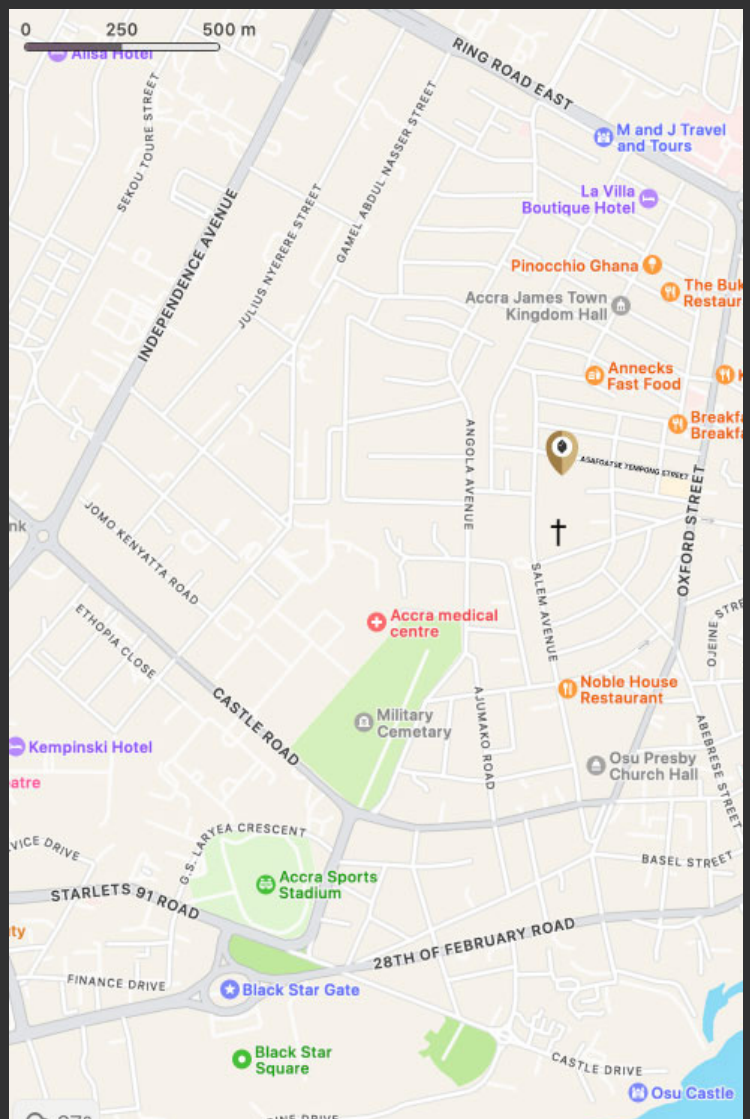 0 250 500 m
Alisa Hotel
RING ROAD EAST
SEKOU TOURE STREET
M and J Travel
and Tours
GAMEL ABDUL NASSER STREET
La Villa
Boutique Hotel
INDEPENDENCE AVENUE
JULIUS NYERERE STREET
Pinocchio Ghana
The Buk
Restaur
Accra James Town
Kingdom Hall
Annecks
Fast Food
K
Breakfa
Breakfa
ANGOLA AVENUE
ASAFOATSE TEMPONG STREET
OXFORD STREET
nk
JOMO KENYATTA ROAD
SALEM AVENUE
OJEINE STRE
ETHOPIA CLOSE
Accra medical
centre
CASTLE ROAD
Noble House
Restaurant
AJUMAKO ROAD
Military
Cemetary
ABEBRESE STREET
Kempinski Hotel
Osu Presby
Church Hall
atre
G.S. LARYEA CRESCENT
VICE DRIVE
BASEL STREET
Accra Sports
Stadium
STARLETS 91 ROAD
ty
28TH OF FEBRUARY ROAD
FINANCE DRIVE
Black Star Gate
Black Star
Square
CASTLE DRIVE
Osu Castle